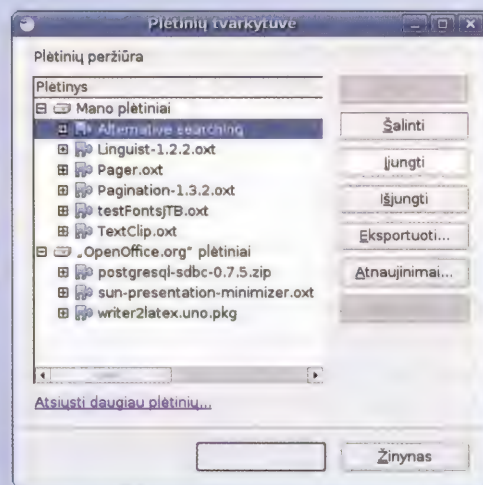 Plėtinių tvarkytuvė
Plėtinių peržiūra
Plėtinys
Mano plėtiniai
Alternative searching
Linguist-1.2.2.oxt
Pager.oxt
Pagination-1.3.2.oxt
testFontsJTB.oxt
TextClip.oxt
„OpenOffice.org“ plėtiniai
postgresql-sdbc-0.7.5.zip
sun-presentation-minimizer.oxt
writer2latex.uno.pkg
Šalinti
Įjungti
Išjungti
Eksportuoti...
Atnaujinimai...
Atsiųsti daugiau plėtinių...
Žinynas